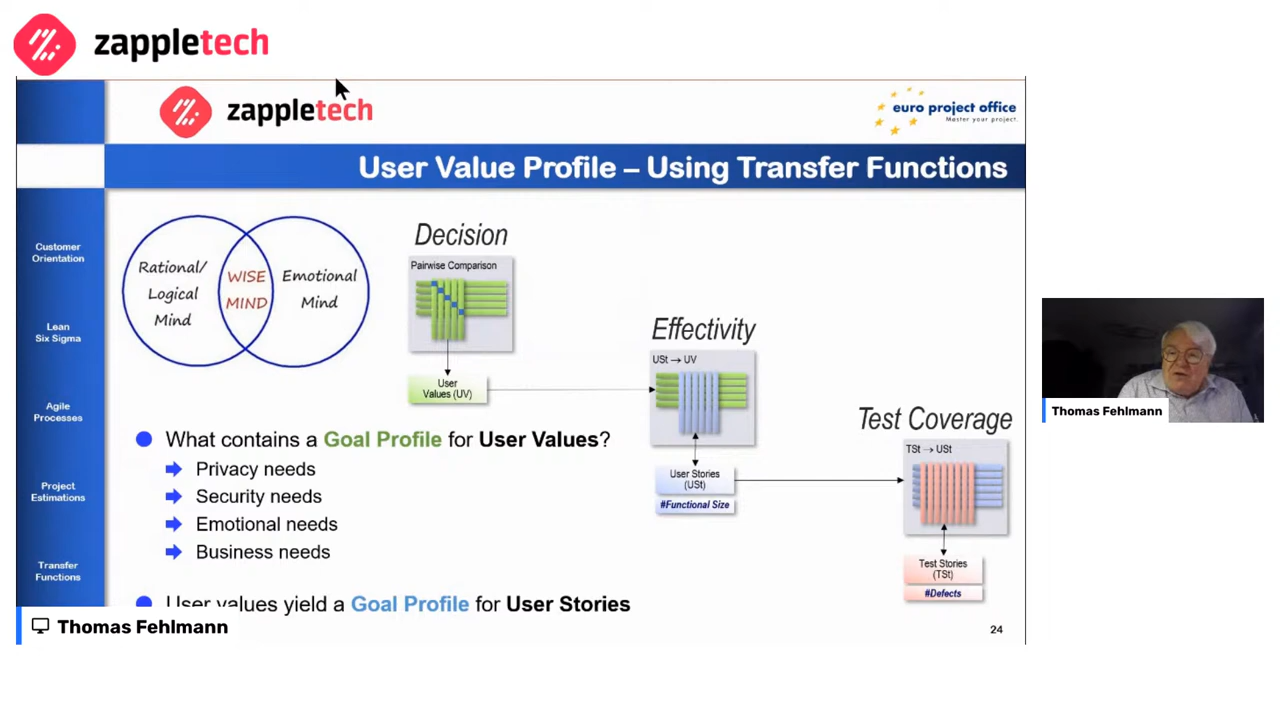 zappletech
zappletech
euro project office
Master your project.
User Value Profile – Using Transfer Functions
Customer
Orientation
Lean
Six Sigma
Agile
Processes
Project
Estimations
Transfer
Functions
Rational/
Logical
Mind
WISE
MIND
Emotional
Mind
Decision
Pairwise Comparison
User
Values (UV)
Effectivity
USt → UV
User Stories
(USt)
#Functional Size
Test Coverage
TSt → USt
Test Stories
(TSt)
#Defects
What contains a Goal Profile for User Values?
Privacy needs
Security needs
Emotional needs
Business needs
User values yield a Goal Profile for User Stories
24
Thomas Fehlmann
Thomas Fehlmann